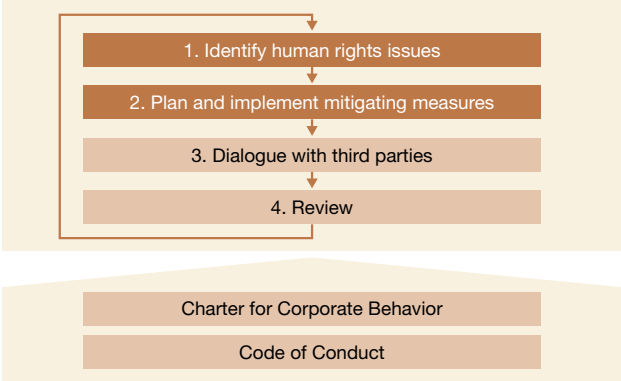 1. Identify human rights issues
2. Plan and implement mitigating measures
3. Dialogue with third parties
4. Review
Charter for Corporate Behavior
Code of Conduct